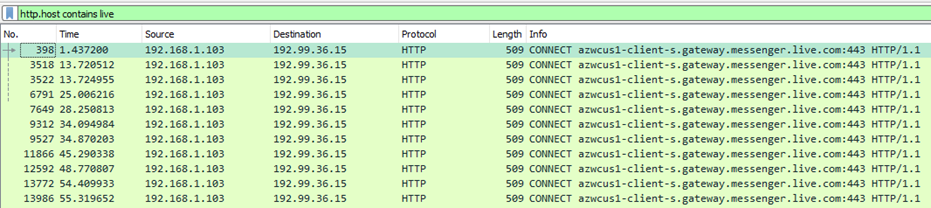 http.host contains live
No. Time Source Destination Protocol Length Info
398 1.437200 192.168.1.103 192.99.36.15 HTTP 509 CONNECT azwcus1-client-s.gateway.messenger.live.com:443 HTTP/1.1
3518 13.720512 192.168.1.103 192.99.36.15 HTTP 509 CONNECT azwcus1-client-s.gateway.messenger.live.com:443 HTTP/1.1
3522 13.724955 192.168.1.103 192.99.36.15 HTTP 509 CONNECT azwcus1-client-s.gateway.messenger.live.com:443 HTTP/1.1
6791 25.006216 192.168.1.103 192.99.36.15 HTTP 509 CONNECT azwcus1-client-s.gateway.messenger.live.com:443 HTTP/1.1
7649 28.250813 192.168.1.103 192.99.36.15 HTTP 509 CONNECT azwcus1-client-s.gateway.messenger.live.com:443 HTTP/1.1
9312 34.094984 192.168.1.103 192.99.36.15 HTTP 509 CONNECT azwcus1-client-s.gateway.messenger.live.com:443 HTTP/1.1
9527 34.870203 192.168.1.103 192.99.36.15 HTTP 509 CONNECT azwcus1-client-s.gateway.messenger.live.com:443 HTTP/1.1
11866 45.290338 192.168.1.103 192.99.36.15 HTTP 509 CONNECT azwcus1-client-s.gateway.messenger.live.com:443 HTTP/1.1
12592 48.770807 192.168.1.103 192.99.36.15 HTTP 509 CONNECT azwcus1-client-s.gateway.messenger.live.com:443 HTTP/1.1
13772 54.409933 192.168.1.103 192.99.36.15 HTTP 509 CONNECT azwcus1-client-s.gateway.messenger.live.com:443 HTTP/1.1
13986 55.319652 192.168.1.103 192.99.36.15 HTTP 509 CONNECT azwcus1-client-s.gateway.messenger.live.com:443 HTTP/1.1